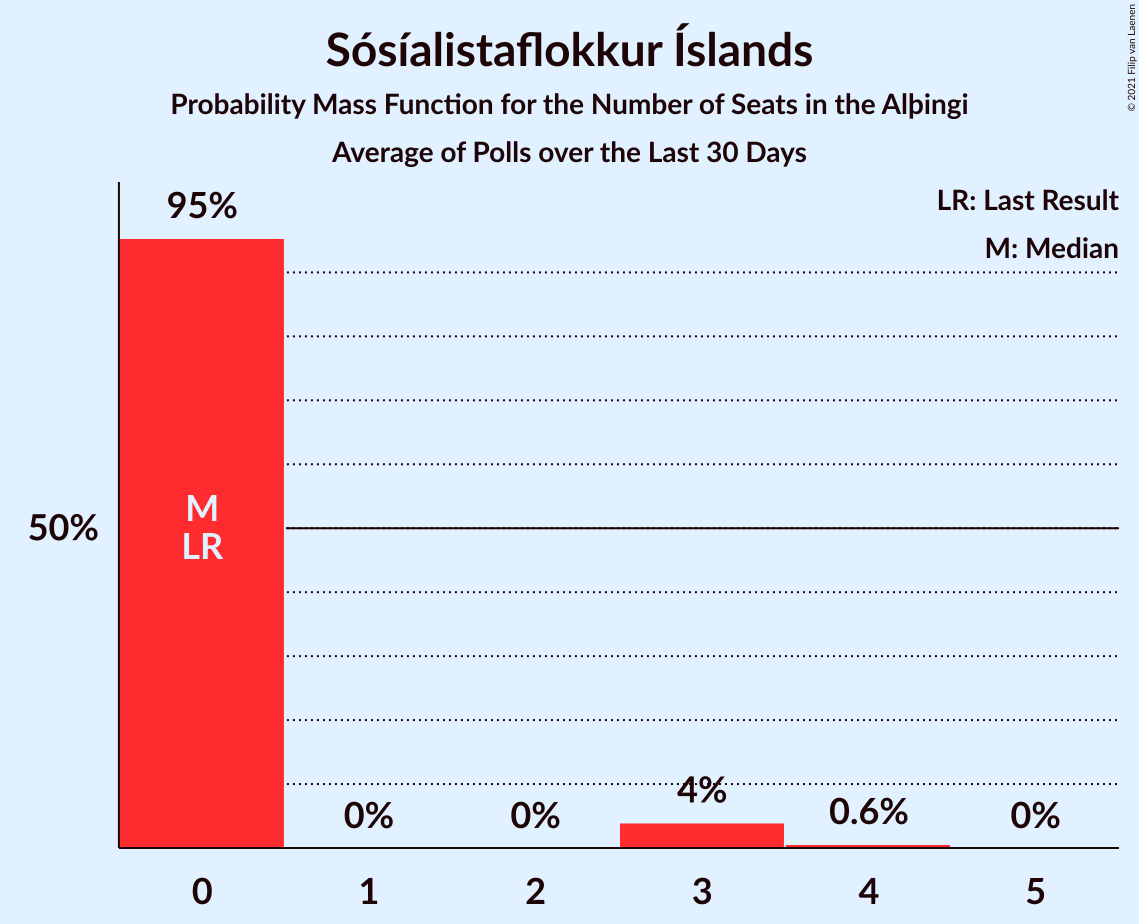 Sósíalistaflokkur Íslands
Probability Mass Function for the Number of Seats in the Alþingi
Average of Polls over the Last 30 Days
© 2021 Filip van Laenen
LR: Last Result
M: Median
95%
50%
M
LR
0%
0%
4%
0.6%
0%
0
1
2
3
4
5